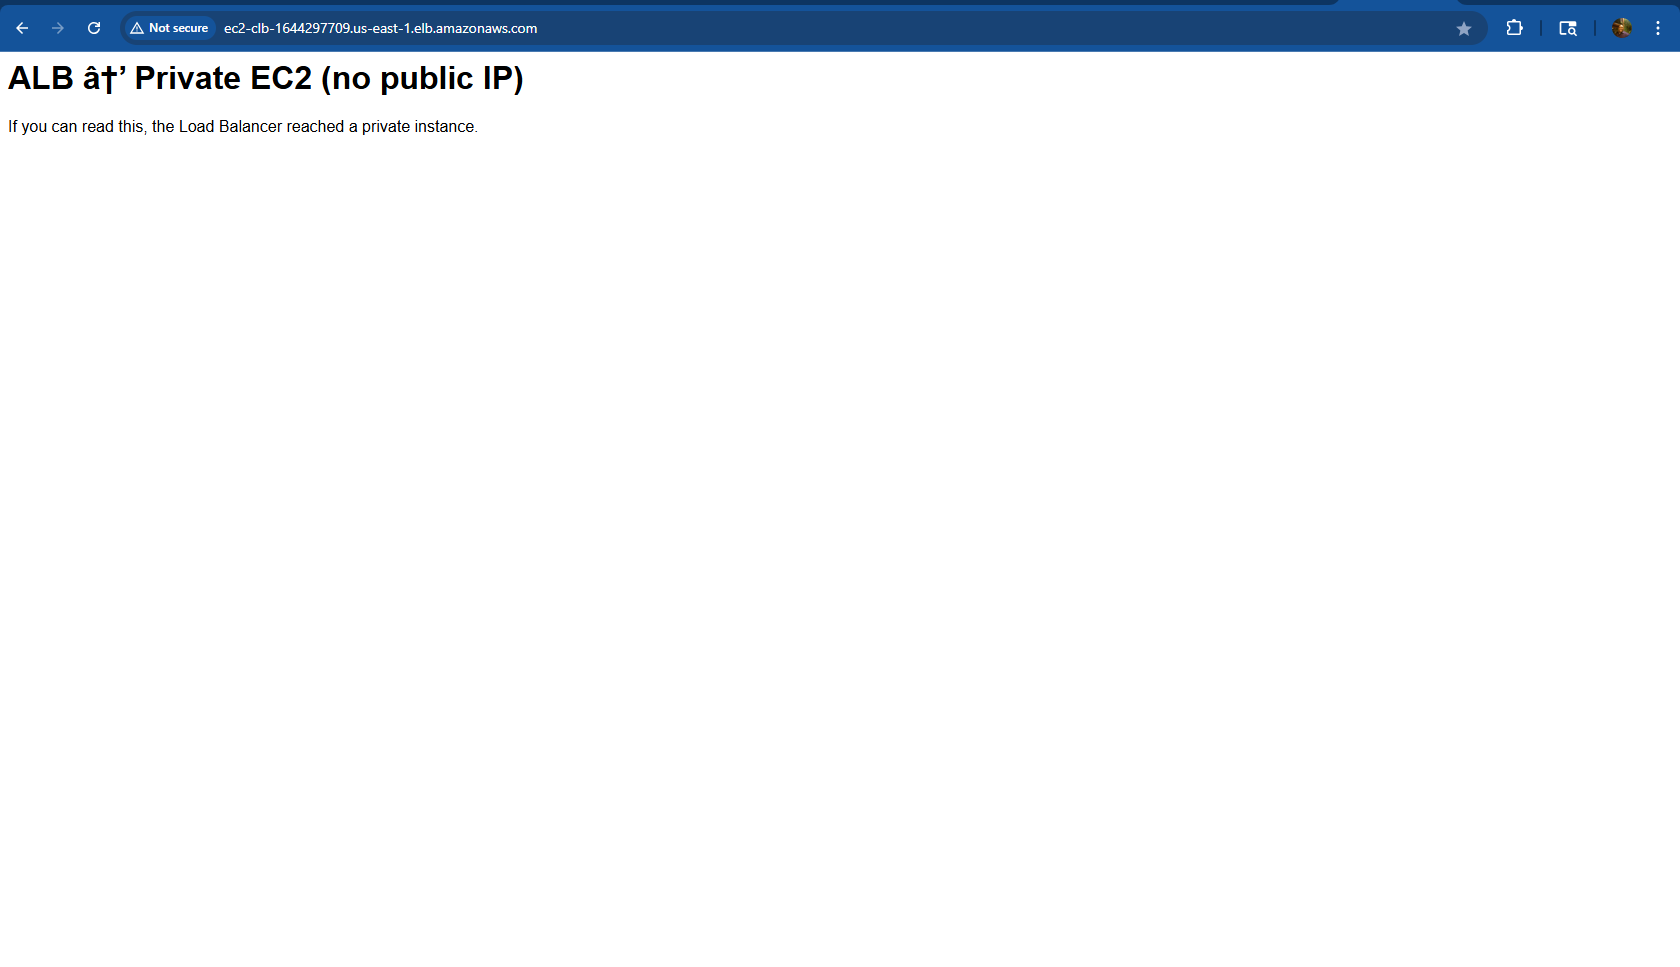 Not secure
ec2-clb-1644297709.us-east-1.elb.amazonaws.com
ALB â†’ Private EC2 (no public IP)
If you can read this, the Load Balancer reached a private instance.